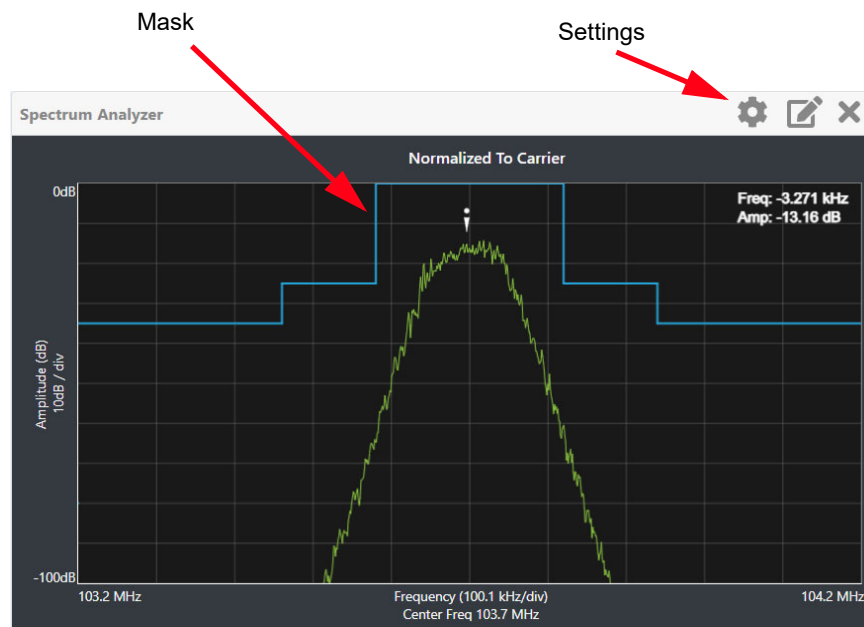 Mask
Settings
Spectrum Analyzer
Normalized To Carrier
0dB
Freq: -3.271 kHz
Amp: -13.16 dB
Amplitude (dB)
10dB / div
-100dB
103.2 MHz
Frequency (100.1 kHz/div)
104.2 MHz
Center Freq 103.7 MHz